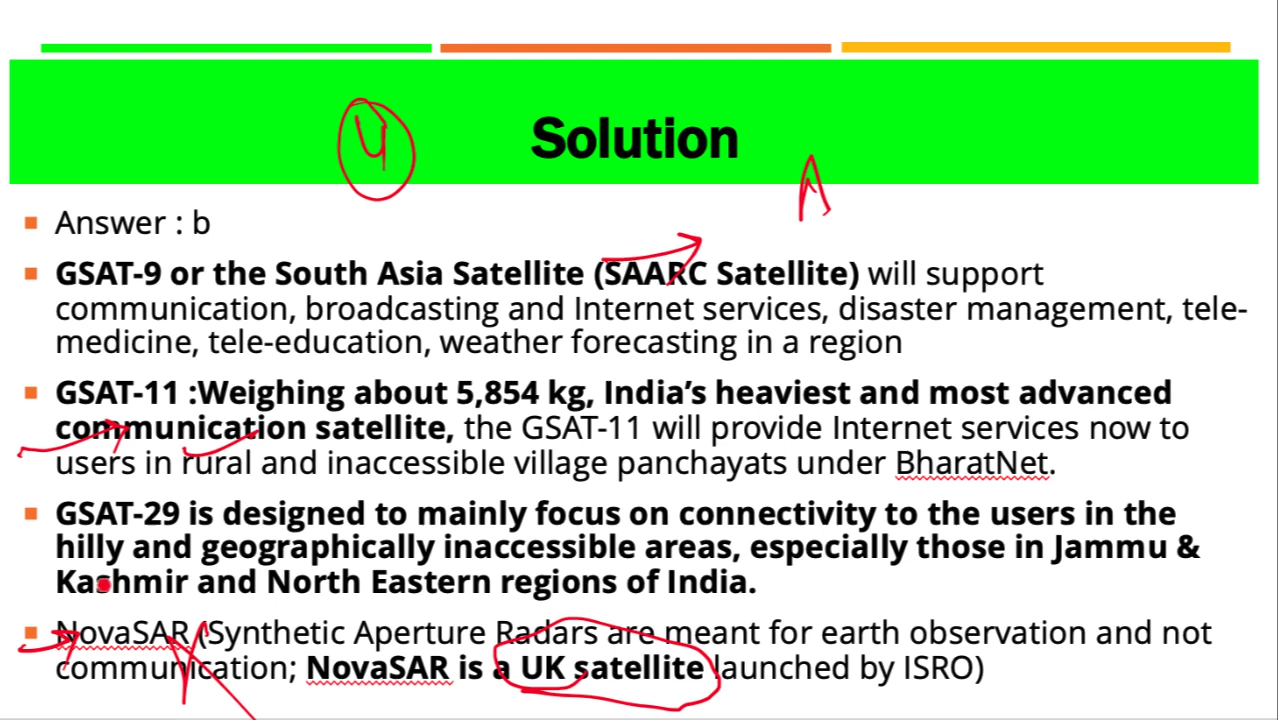 4
Solution
A
Answer : b
GSAT-9 or the South Asia Satellite (SAARC Satellite) will support
communication, broadcasting and Internet services, disaster management, tele-
medicine, tele-education, weather forecasting in a region
GSAT-11 :Weighing about 5,854 kg, India's heaviest and most advanced
communication satellite, the GSAT-11 will provide Internet services now to
users in rural and inaccessible village panchayats under BharatNet.
GSAT-29 is designed to mainly focus on connectivity to the users in the
hilly and geographically inaccessible areas, especially those in Jammu &
Kashmir and North Eastern regions of India.
NovaSAR (Synthetic Aperture Radars are meant for earth observation and not
communication; NovaSAR is a UK satellite launched by ISRO)